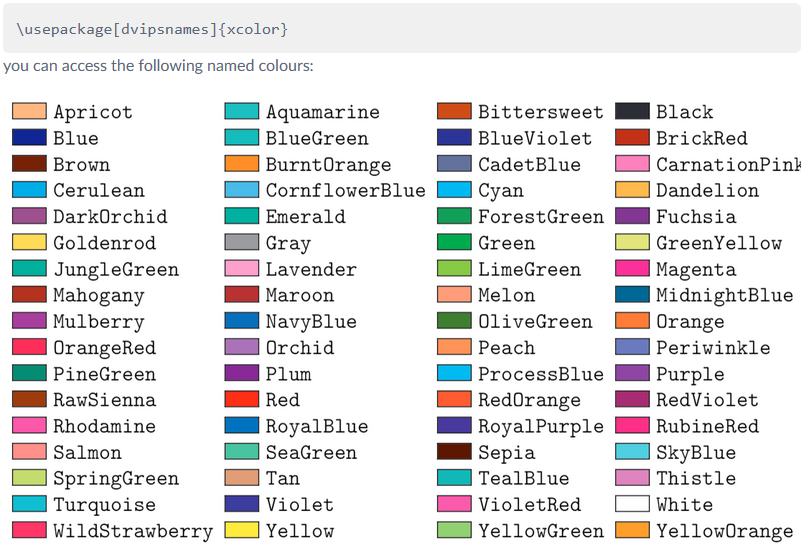 \usepackage[dvipsnames]{xcolor}
you can access the following named colours:
Apricot Aquamarine Bittersweet Black
Blue BlueGreen BlueViolet BrickRed
Brown BurntOrange CadetBlue CarnationPink
Cerulean CornflowerBlue Cyan Dandelion
DarkOrchid Emerald ForestGreen Fuchsia
Goldenrod Gray Green GreenYellow
JungleGreen Lavender LimeGreen Magenta
Mahogany Maroon Melon MidnightBlue
Mulberry NavyBlue OliveGreen Orange
OrangeRed Orchid Peach Periwinkle
PineGreen Plum ProcessBlue Purple
RawSienna Red RedOrange RedViolet
Rhodamine RoyalBlue RoyalPurple RubineRed
Salmon SeaGreen Sepia SkyBlue
SpringGreen Tan TealBlue Thistle
Turquoise Violet VioletRed White
WildStrawberry Yellow YellowGreen YellowOrange